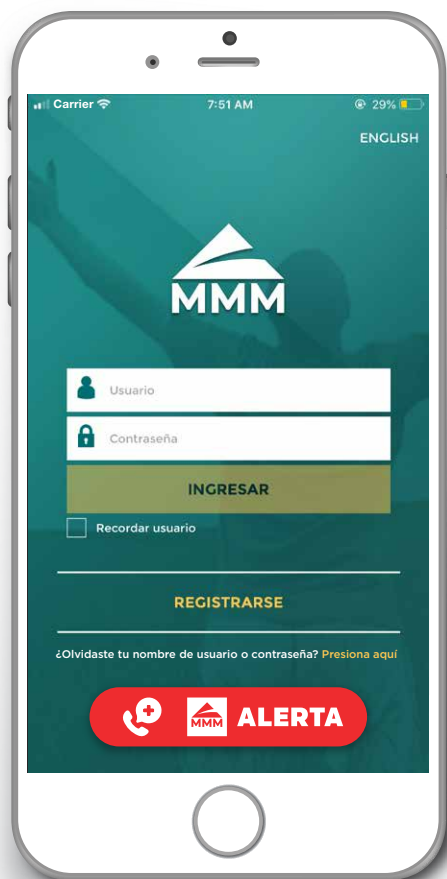 Carrier 7:51 AM 29%
ENGLISH
MMM
Usuario
Contraseña
INGRESAR
Recordar usuario
REGISTRARSE
¿Olvidaste tu nombre de usuario o contraseña? Presiona aquí
MMM ALERTA